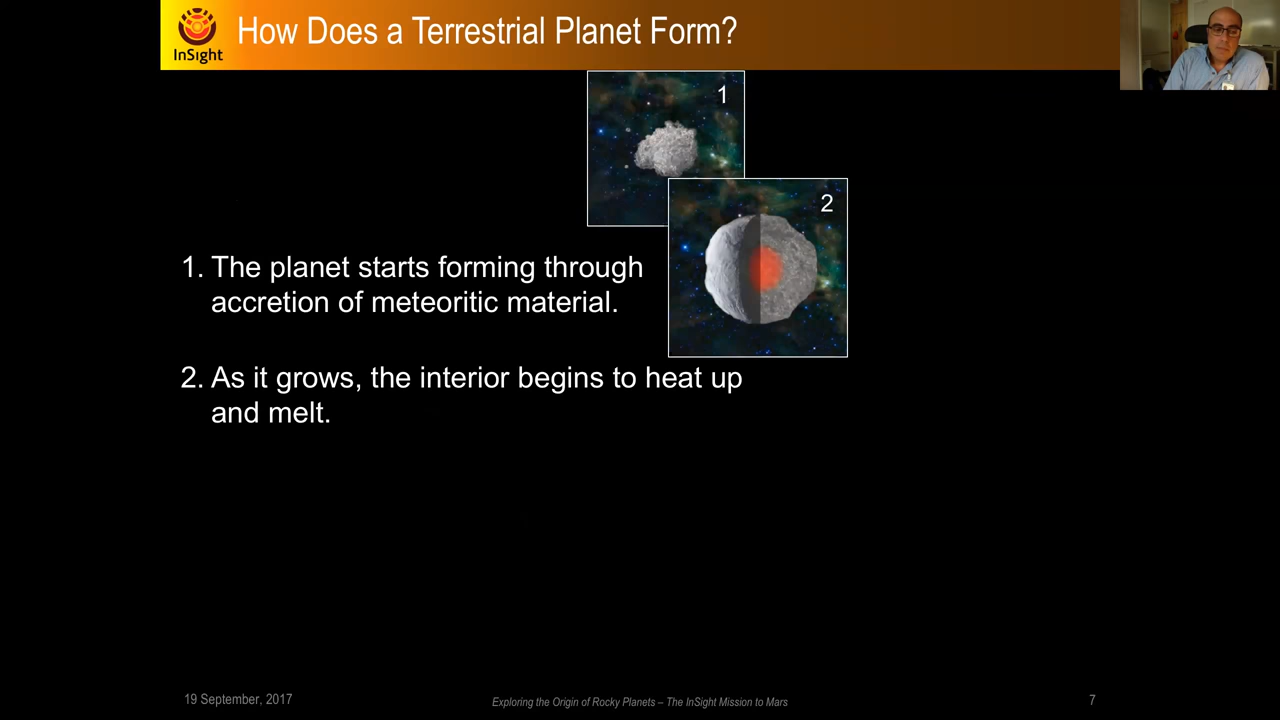 InSight
How Does a Terrestrial Planet Form?
1
2
1. The planet starts forming through
accretion of meteoritic material.
2. As it grows, the interior begins to heat up
and melt.
19 September, 2017
Exploring the Origin of Rocky Planets – The InSight Mission to Mars
7